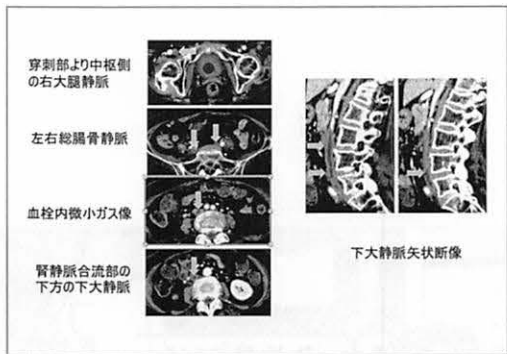 穿刺部より中枢側
の右大腿静脈
左右総腸骨静脈
血栓内微小ガス像
腎静脈合流部の
下方の下大静脈
下大静脈矢状断像